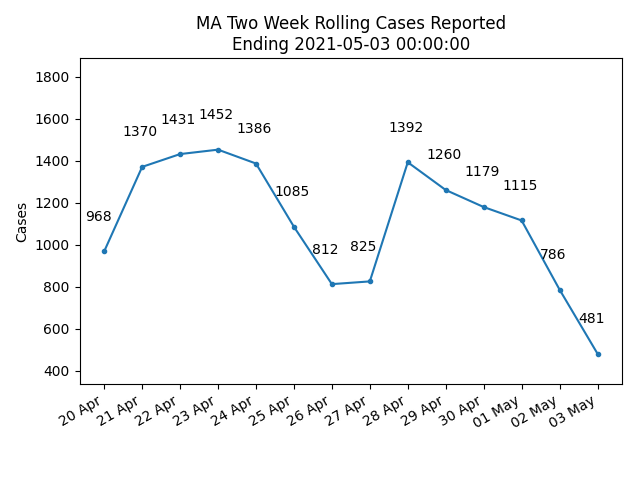 MA Two Week Rolling Cases Reported
Ending 2021-05-03 00:00:00
1800
1600
1400
1200
1000
800
600
400
Cases
968
1370
1431
1452
1386
1085
812
825
1392
1260
1179
1115
786
481
20 Apr
21 Apr
22 Apr
23 Apr
24 Apr
25 Apr
26 Apr
27 Apr
28 Apr
29 Apr
30 Apr
01 May
02 May
03 May